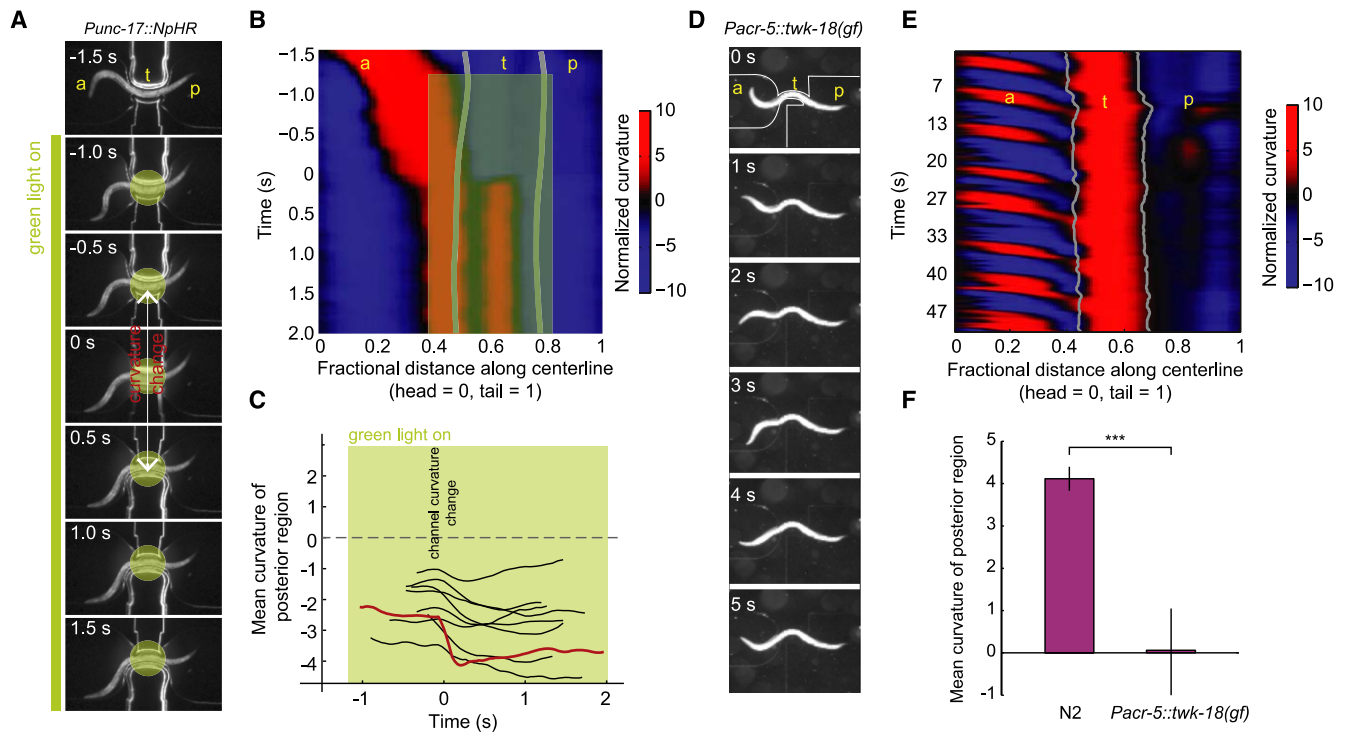 A
Punc-17::NpHR
green light on
-1.5 s
a
t
p
-1.0 s
-0.5 s
curvature
change
0 s
0.5 s
1.0 s
1.5 s
B
a
t
p
Time (s)
-1.5
-1.0
-0.5
0
0.5
1.0
1.5
2.0
0
0.2
0.4
0.6
0.8
1
Fractional distance along centerline
(head = 0, tail = 1)
10
5
0
−5
−10
Normalized curvature
C
green light on
channel curvature
change
Mean curvature of
posterior region
3
2
1
0
-1
-2
-3
-4
-1
0
1
2
Time (s)
D
Pacr-5::twk-18(gf)
0 s
a
t
p
1 s
2 s
3 s
4 s
5 s
E
a
t
p
Time (s)
7
13
20
27
33
40
47
0
0.2
0.4
0.6
0.8
1
Fractional distance along centerline
(head = 0, tail = 1)
10
5
0
−5
−10
Normalized curvature
F
Mean curvature of posterior region
5
4
3
2
4
0
-1
***
N2
Pacr-5::twk-18(gf)